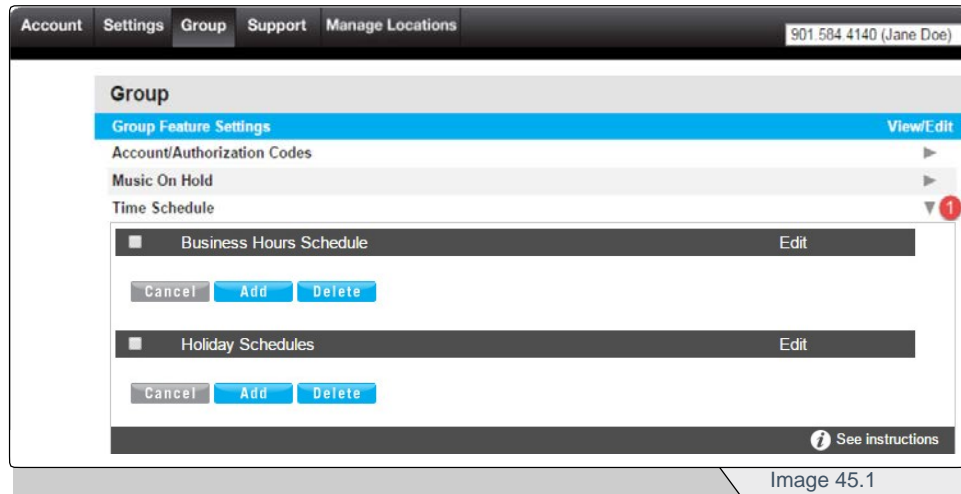 Account Settings Group Support Manage Locations
901.584.4140 (Jane Doe)
Group
Group Feature Settings View/Edit
Account/Authorization Codes
Music On Hold
Time Schedule 1
Business Hours Schedule Edit
Cancel Add Delete
Holiday Schedules Edit
Cancel Add Delete
i See instructions
Image 45.1